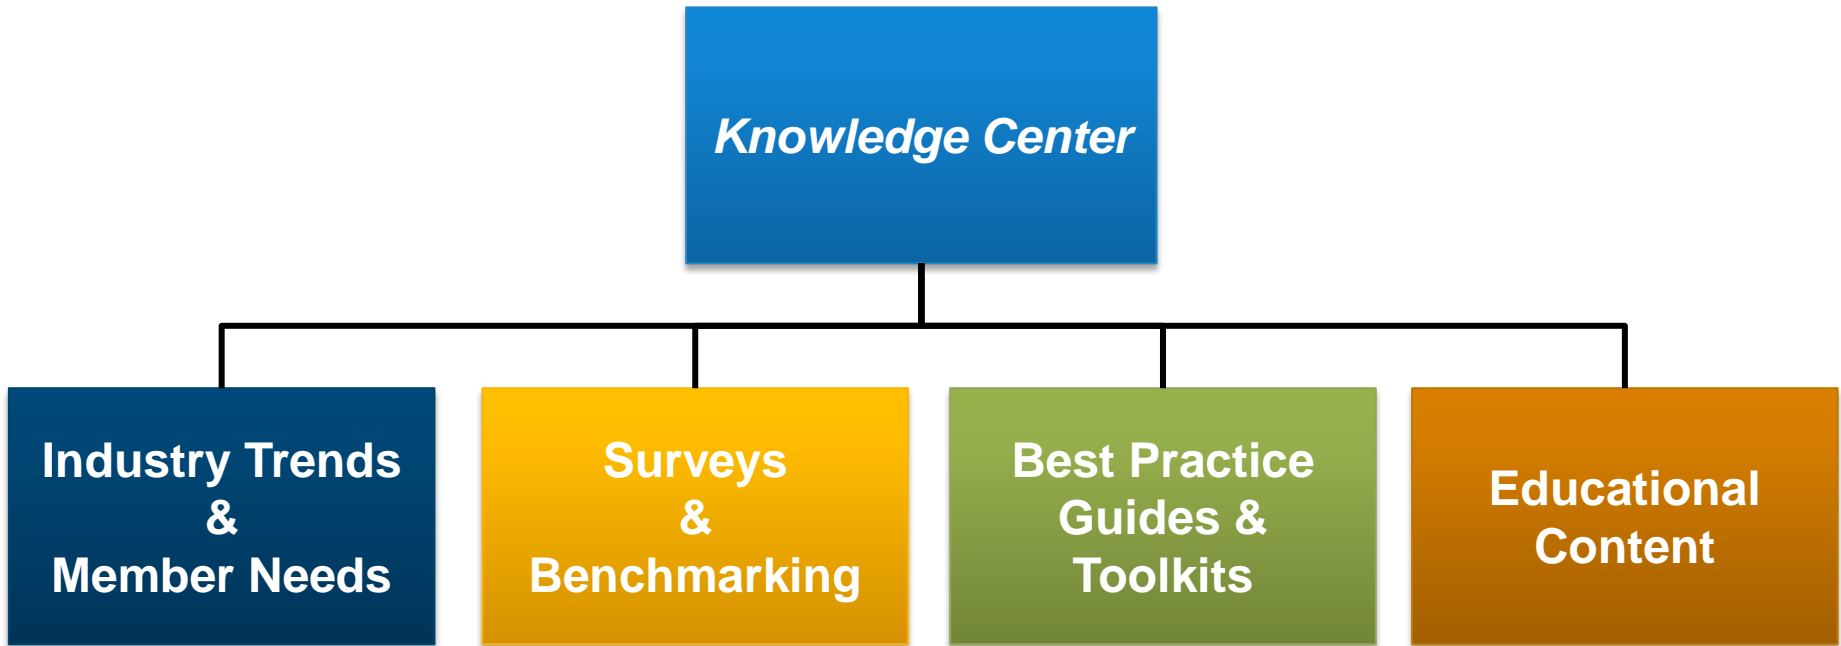 Knowledge Center
Industry Trends
&
Member Needs
Surveys
&
Benchmarking
Best Practice
Guides &
Toolkits
Educational
Content